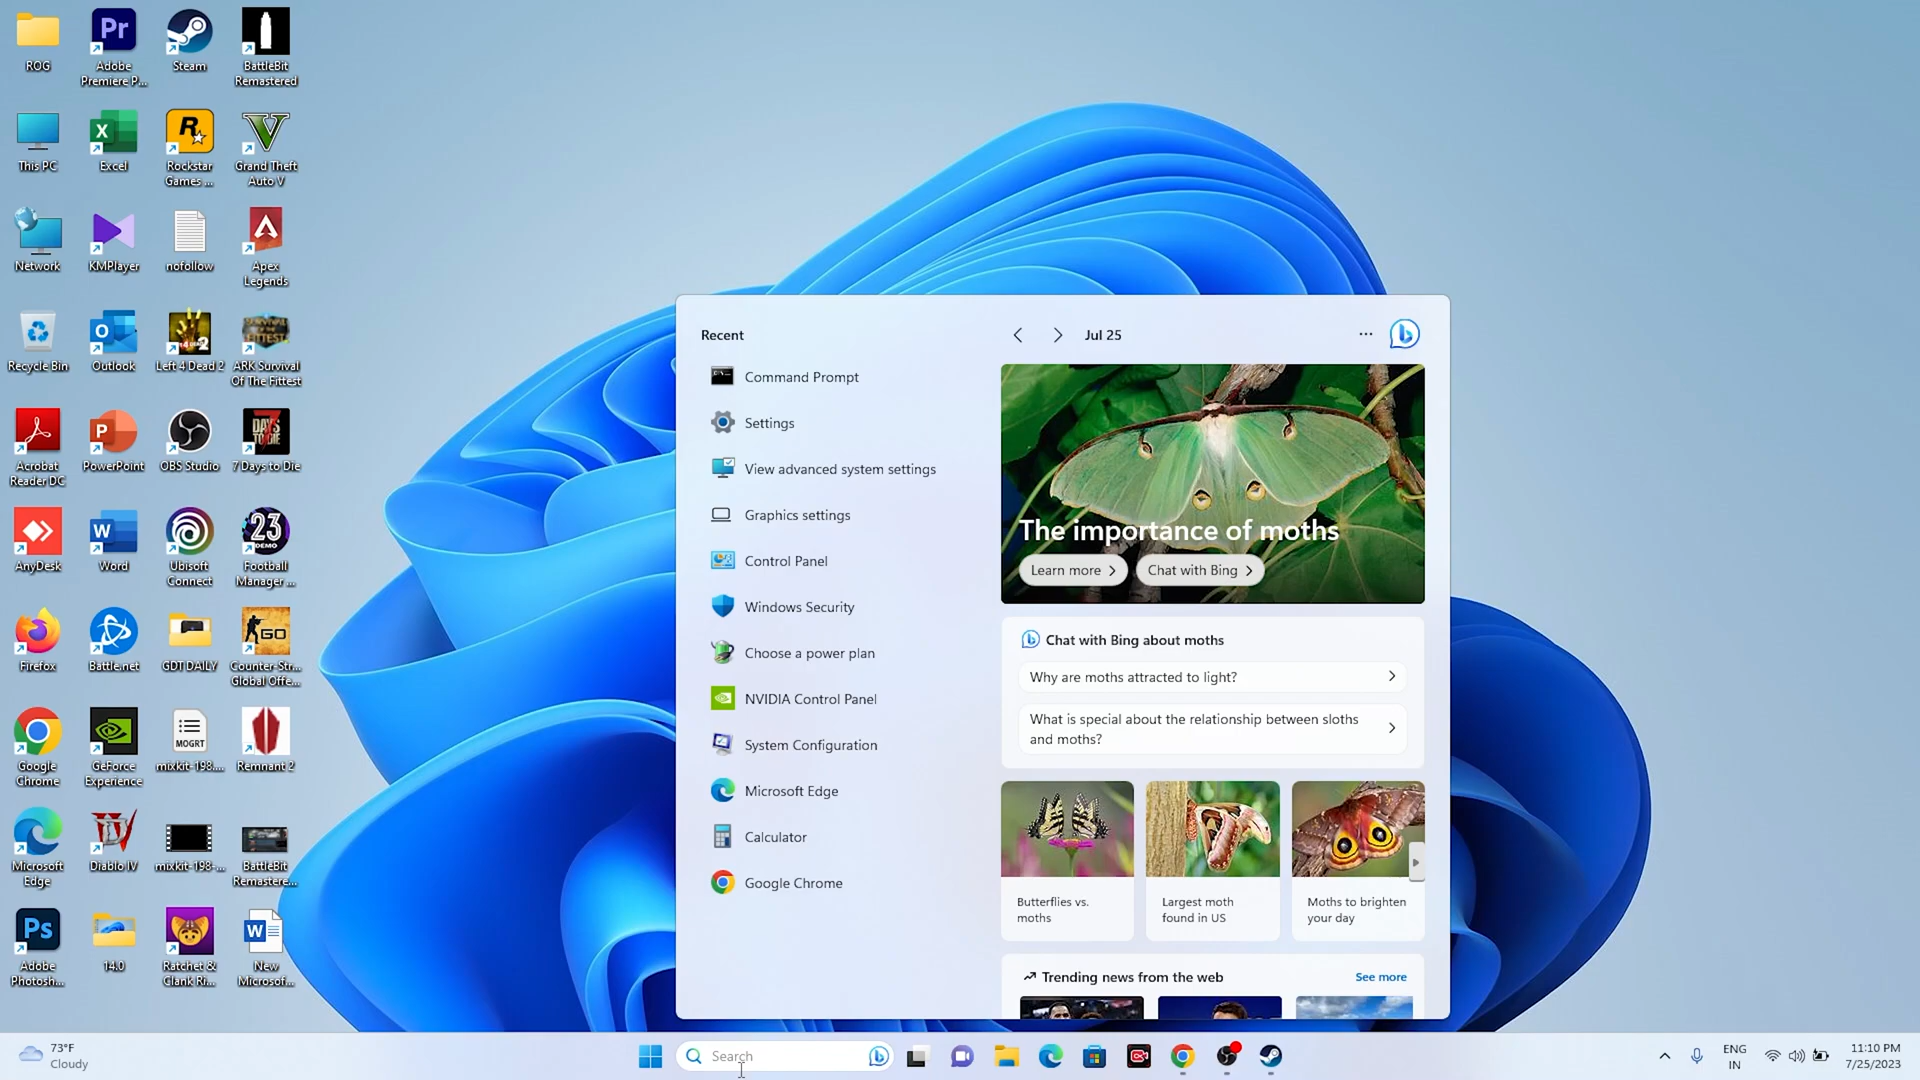 ROG
Adobe
Premiere P...
Steam
BattleBit
Remastered
This PC
Excel
Rockstar
Games ...
Grand Theft
Auto V
Network
KMPlayer
nofollow
Apex
Legends
Recycle Bin
Outlook
Left 4 Dead 2
ARK Survival
Of The Fittest
Acrobat
Reader DC
PowerPoint
OBS Studio
7 Days to Die
AnyDesk
Word
Ubisoft
Connect
Football
Manager ...
Firefox
Battle.net
GDT DAILY
Counter-Str...
Global Offe...
Google
Chrome
GeForce
Experience
MOGRT
mixkit-198....
Remnant 2
Microsoft
Edge
Diablo IV
mixkit-198-...
BattleBit
Remastere...
Adobe
Photosh...
14.0
Ratchet &
Clank Ri...
New
Microsof...
Recent
Command Prompt
Settings
View advanced system settings
Graphics settings
Control Panel
Windows Security
Choose a power plan
NVIDIA Control Panel
System Configuration
Microsoft Edge
Calculator
Google Chrome
Jul 25
The importance of moths
Learn more
Chat with Bing
Chat with Bing about moths
Why are moths attracted to light?
What is special about the relationship between sloths
and moths?
Butterflies vs.
moths
Largest moth
found in US
Moths to brighten
your day
Trending news from the web
See more
73°F
Cloudy
Search
ENG
IN
11:10 PM
7/25/2023